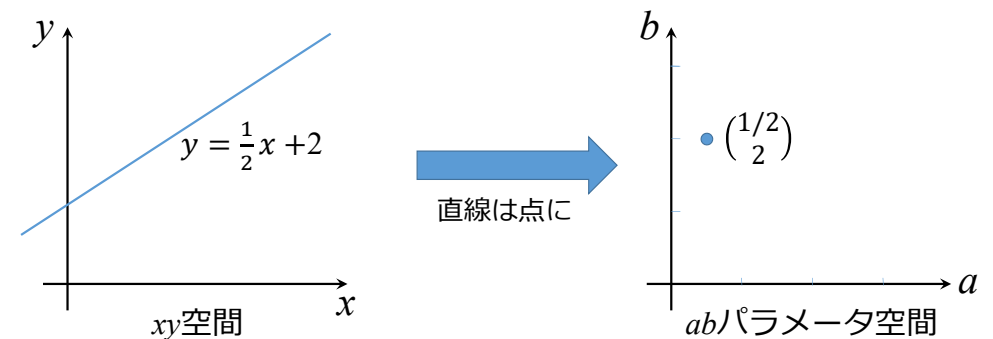 y
y = 1/2 x +2
x
xy空間
直線は点に
b
(1/2
2)
a
abパラメータ空間